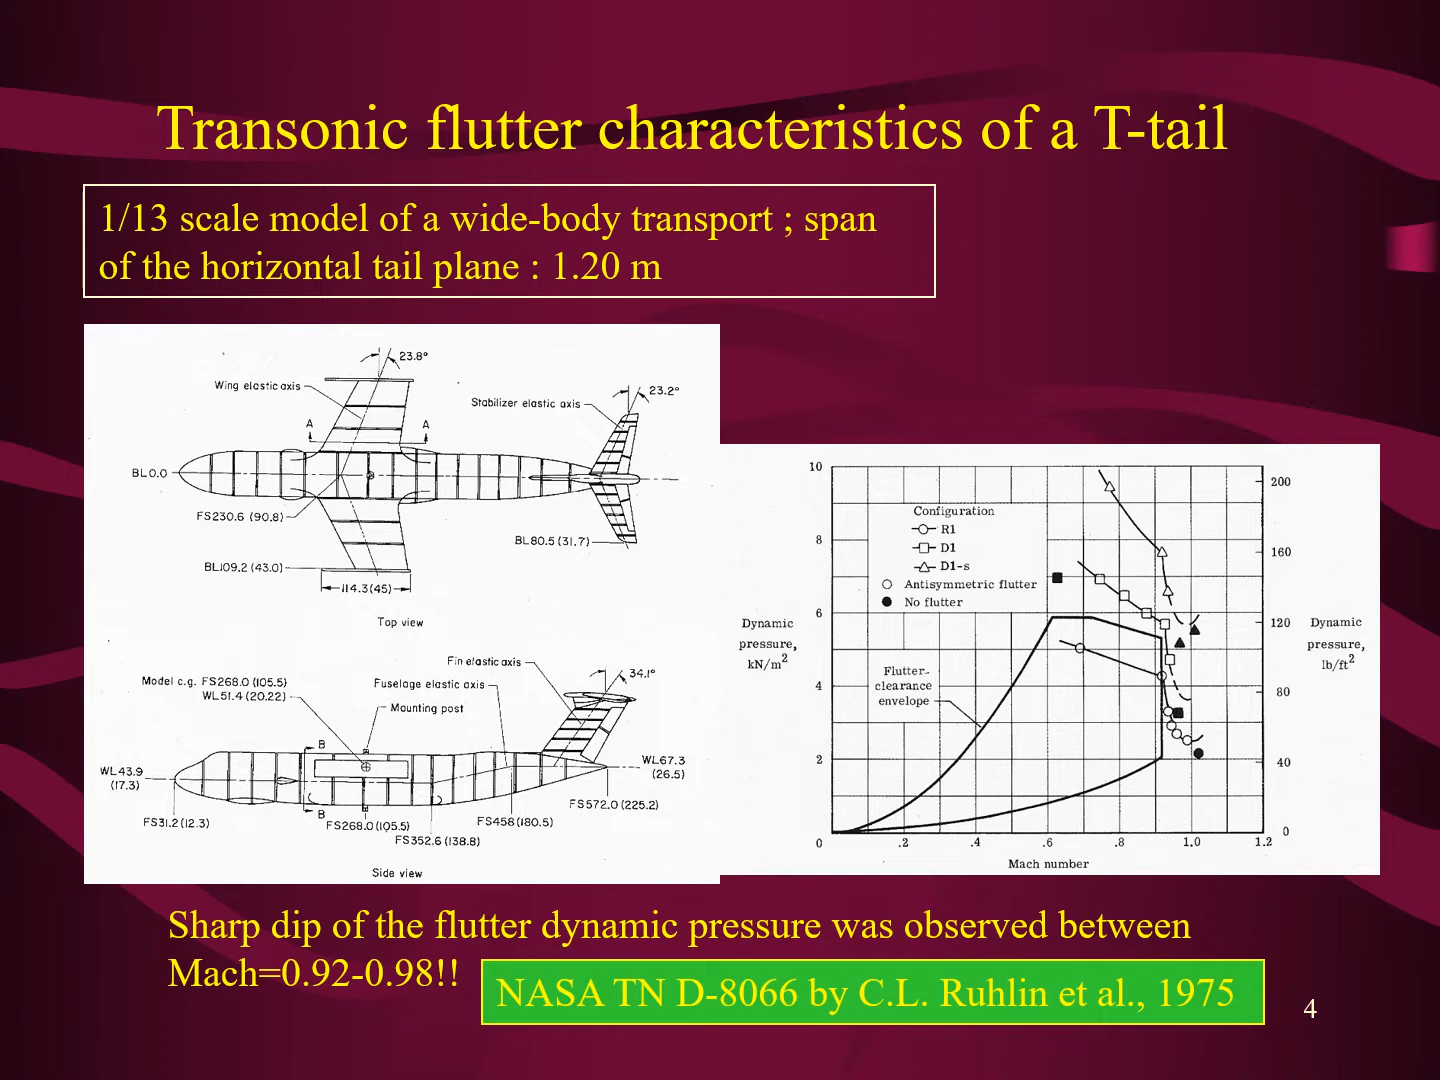 Transonic flutter characteristics of a T-tail
1/13 scale model of a wide-body transport ; span
of the horizontal tail plane : 1.20 m
23.8°
Wing elastic axis
23.2°
Stabilizer elastic axis
A
A
BL0.0
FS230.6 (90.8)
BL80.5 (31.7)
BL109.2 (43.0)
114.3(45)
Top view
Fin elastic axis
34.1°
Model c.g. FS268.0 (105.5)
WL51.4 (20.22)
Fuselage elastic axis
Mounting post
B
WL67.3
(26.5)
WL43.9
(17.3)
FS572.0 (225.2)
B
FS31.2 (12.3)
FS268.0 (105.5)
FS458 (180.5)
FS352.6 (138.8)
Side view
10
8
6
4
2
0
Dynamic
pressure,
kN/m2
Configuration
R1
D1
D1-s
Antisymmetric flutter
No flutter
Flutter-
clearance
envelope
200
160
120
80
40
0
Dynamic
pressure,
lb/ft2
.2
.4
.6
.8
1.0
1.2
Mach number
Sharp dip of the flutter dynamic pressure was observed between
Mach=0.92-0.98!!
NASA TN D-8066 by C.L. Ruhlin et al., 1975
4